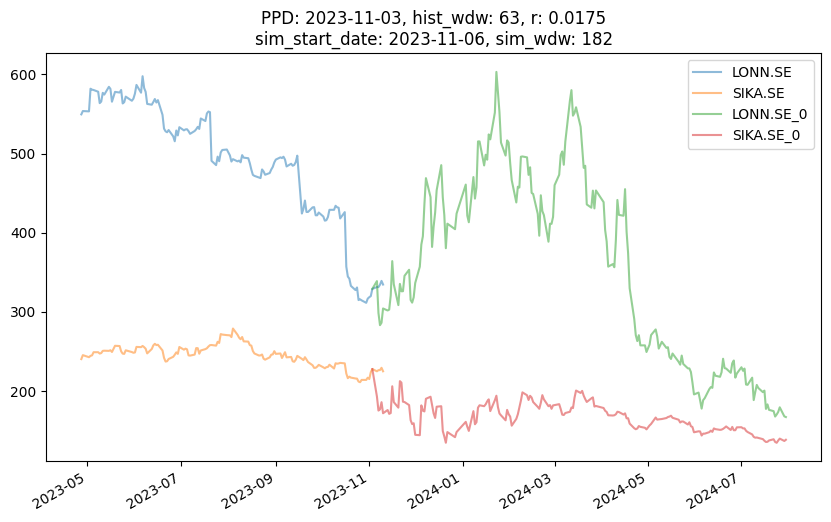 PPD: 2023-11-03, hist_wdw: 63, r: 0.0175
sim_start_date: 2023-11-06, sim_wdw: 182
LONN.SE
SIKA.SE
LONN.SE_0
SIKA.SE_0
600
500
400
300
200
2023-05
2023-07
2023-09
2023-11
2024-01
2024-03
2024-05
2024-07